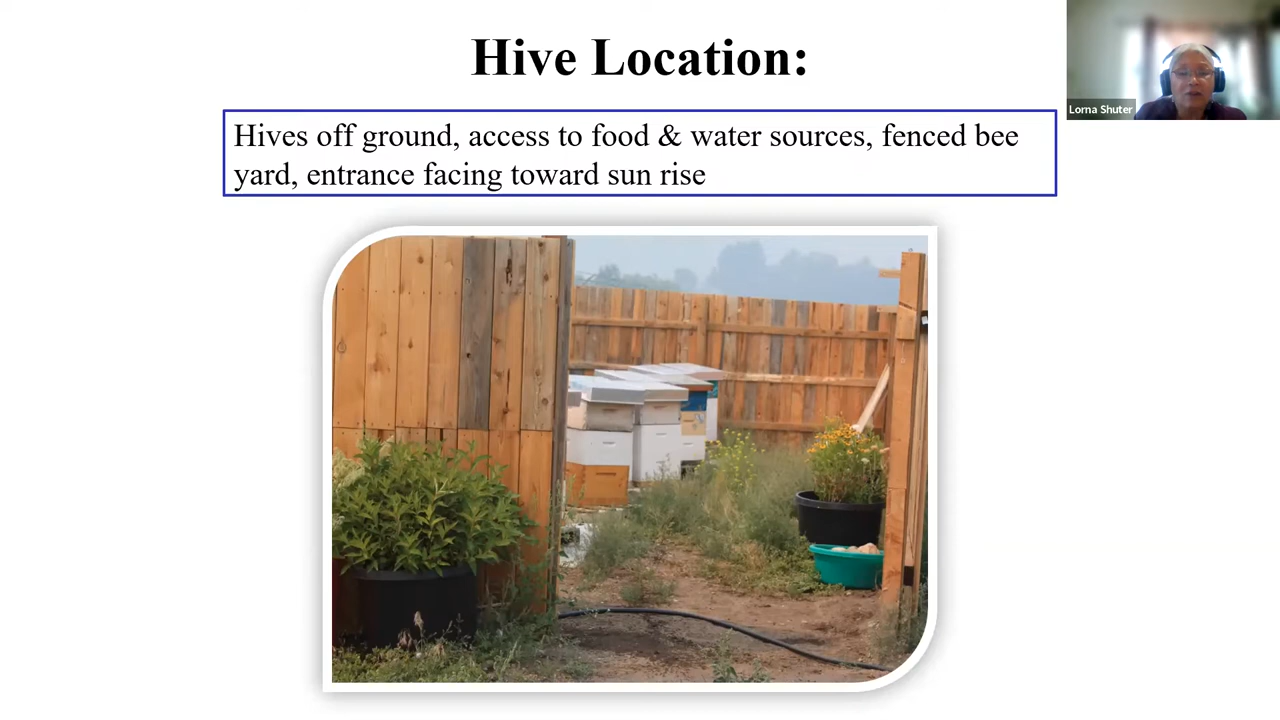 Hive Location:
Lorna Shuter
Hives off ground, access to food & water sources, fenced bee
yard, entrance facing toward sun rise